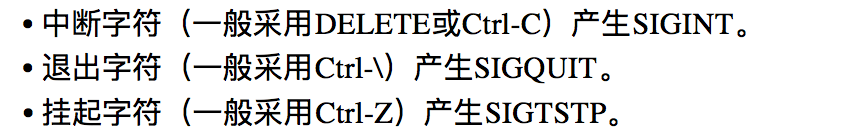 • 中断字符（一般采用DELETE或Ctrl-C）产生SIGINT。
• 退出字符（一般采用Ctrl-\）产生SIGQUIT。
• 挂起字符（一般采用Ctrl-Z）产生SIGTSTP。